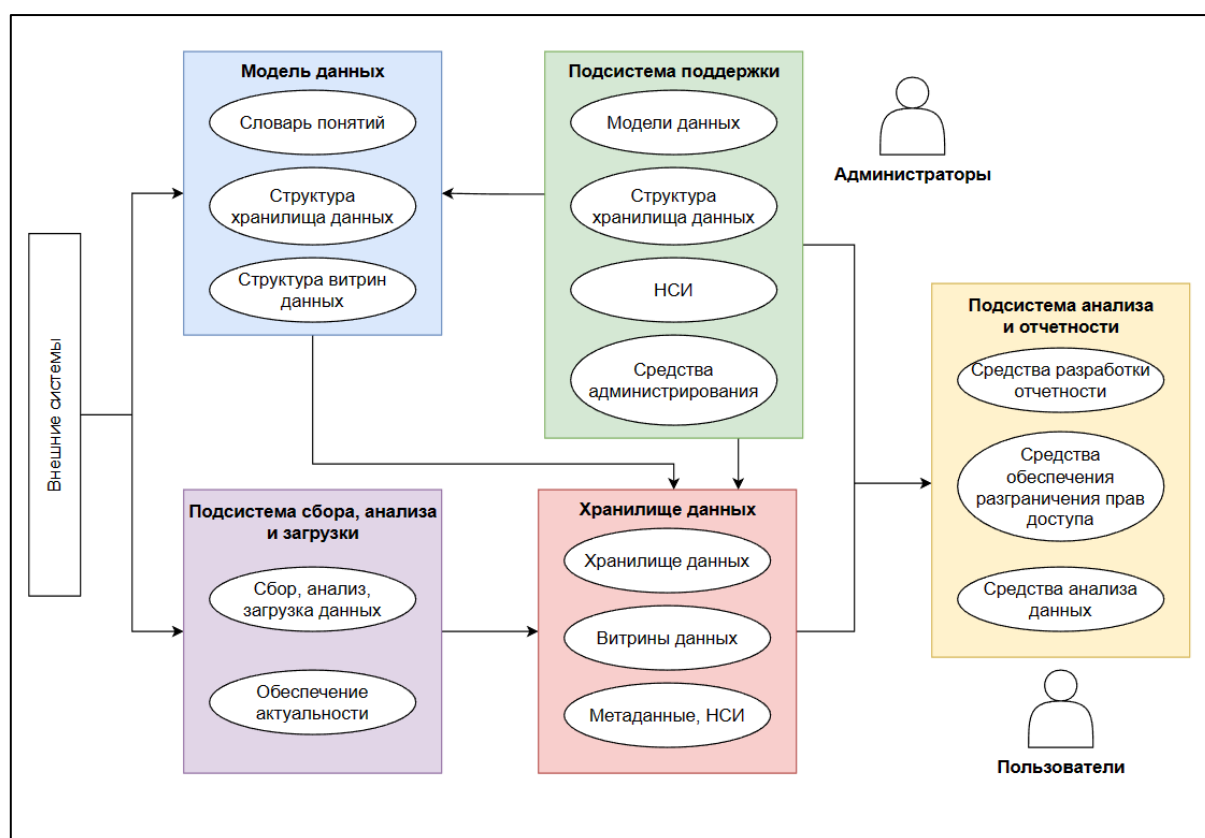 Внешние системы
Модель данных
Словарь понятий
Структура
хранилища данных
Структура витрин
данных
Подсистема поддержки
Модели данных
Структура
хранилища данных
НСИ
Средства
администрирования
Администраторы
Подсистема сбора, анализа
и загрузки
Сбор, анализ,
загрузка данных
Обеспечение
актуальности
Хранилище данных
Хранилище данных
Витрины данных
Метаданные, НСИ
Подсистема анализа
и отчетности
Средства разработки
отчетности
Средства
обеспечения
разграничения прав
доступа
Средства анализа
данных
Пользователи